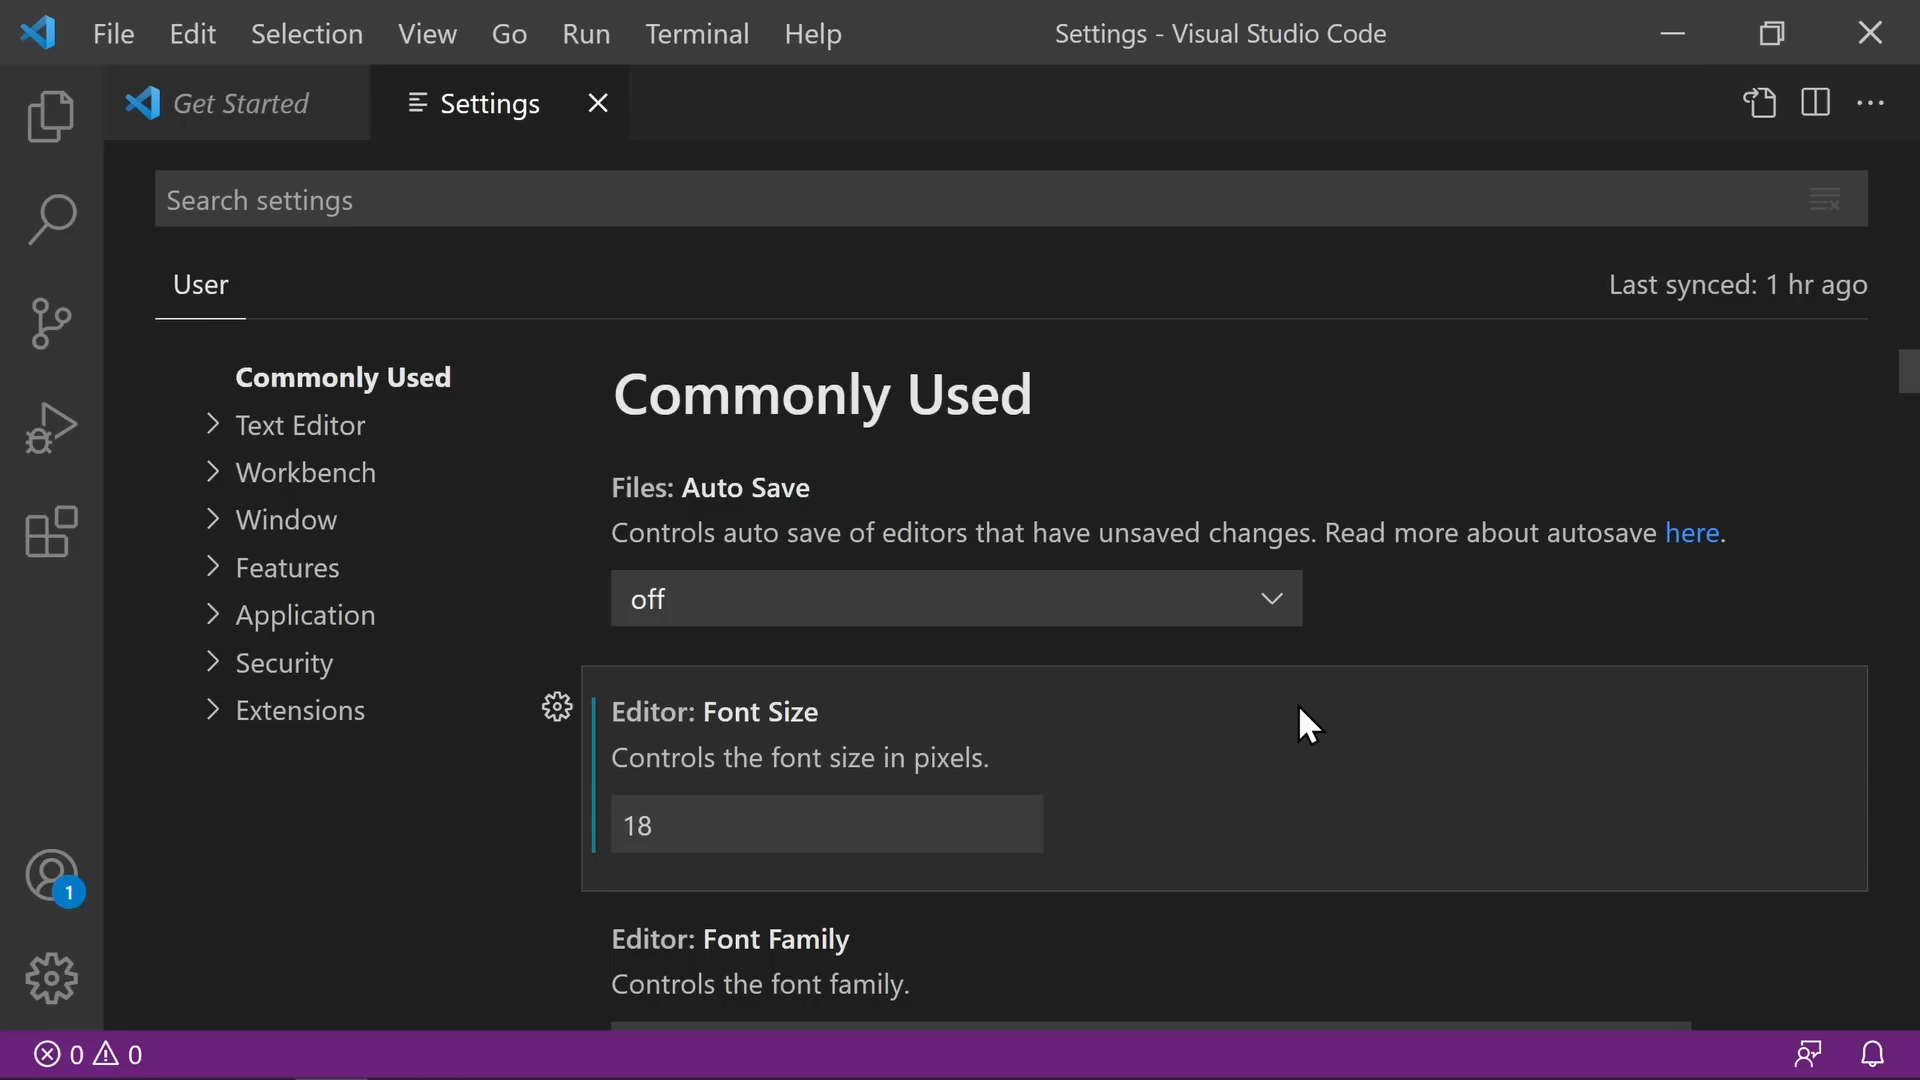 File Edit Selection View Go Run Terminal Help Settings - Visual Studio Code
Get Started Settings
Search settings
User Last synced: 1 hr ago
Commonly Used
Text Editor
Workbench
Window
Features
Application
Security
Extensions
Commonly Used
Files: Auto Save
Controls auto save of editors that have unsaved changes. Read more about autosave here.
off
Editor: Font Size
Controls the font size in pixels.
18
Editor: Font Family
Controls the font family.
1
0 0